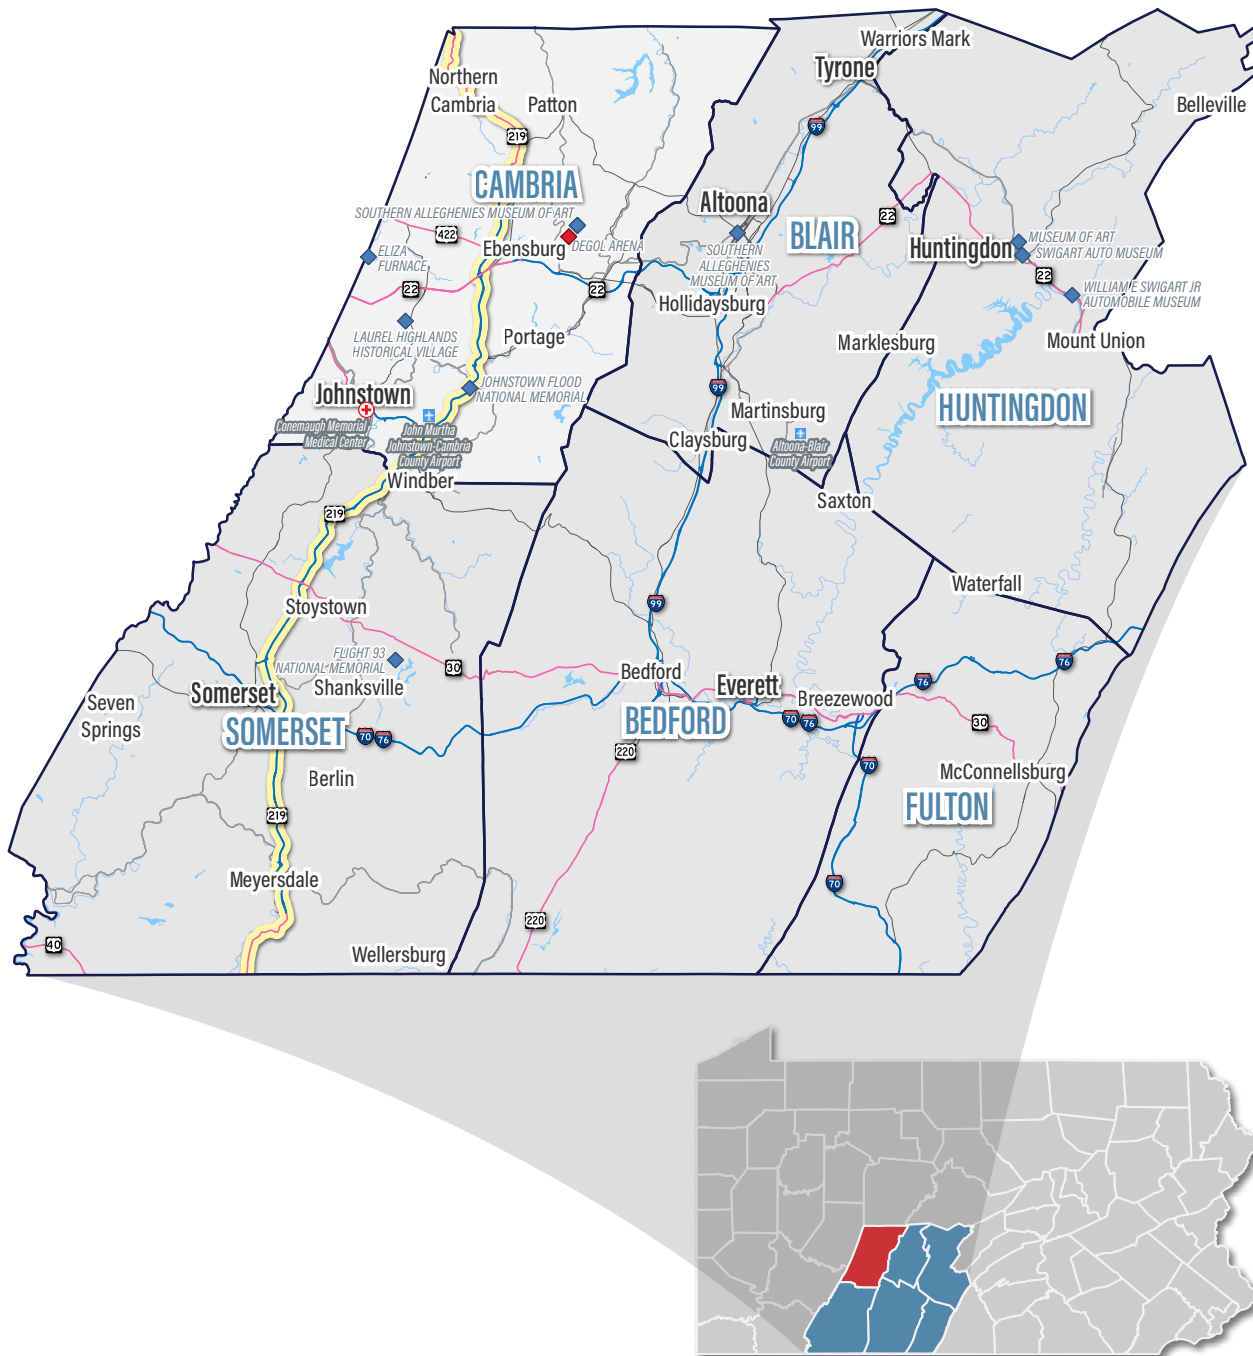 Warriors Mark
Tyrone
Northern
Cambria
Patton
Belleville
99
219
CAMBRIA
Altoona
SOUTHERN ALLEGHENIES MUSEUM OF ART
22
422
BLAIR
Ebensburg
DEGOL ARENA
Huntingdon
MUSEUM OF ART
SWIGART AUTO MUSEUM
ELIZA
FURNACE
SOUTHERN
ALLEGHENIES
MUSEUM OF ART
22
22
22
WILLIAM E SWIGART JR
AUTOMOBILE MUSEUM
Hollidaysburg
LAUREL HIGHLANDS
HISTORICAL VILLAGE
Portage
Marklesburg
Mount Union
JOHNSTOWN FLOOD
NATIONAL MEMORIAL
99
Johnstown
HUNTINGDON
Conemaugh Memorial
Medical Center
John Murtha
Johnstown-Cambria
County Airport
Martinsburg
Claysburg
Altoona-Blair
County Airport
Windber
Saxton
219
Waterfall
Stoystown
99
FLIGHT 93
NATIONAL MEMORIAL
30
76
Bedford
Somerset
Shanksville
Everett
76
Breezewood
Seven
Springs
SOMERSET
BEDFORD
70
76
30
70
76
220
70
Berlin
McConnellsburg
FULTON
219
Meyersdale
70
220
40
Wellersburg